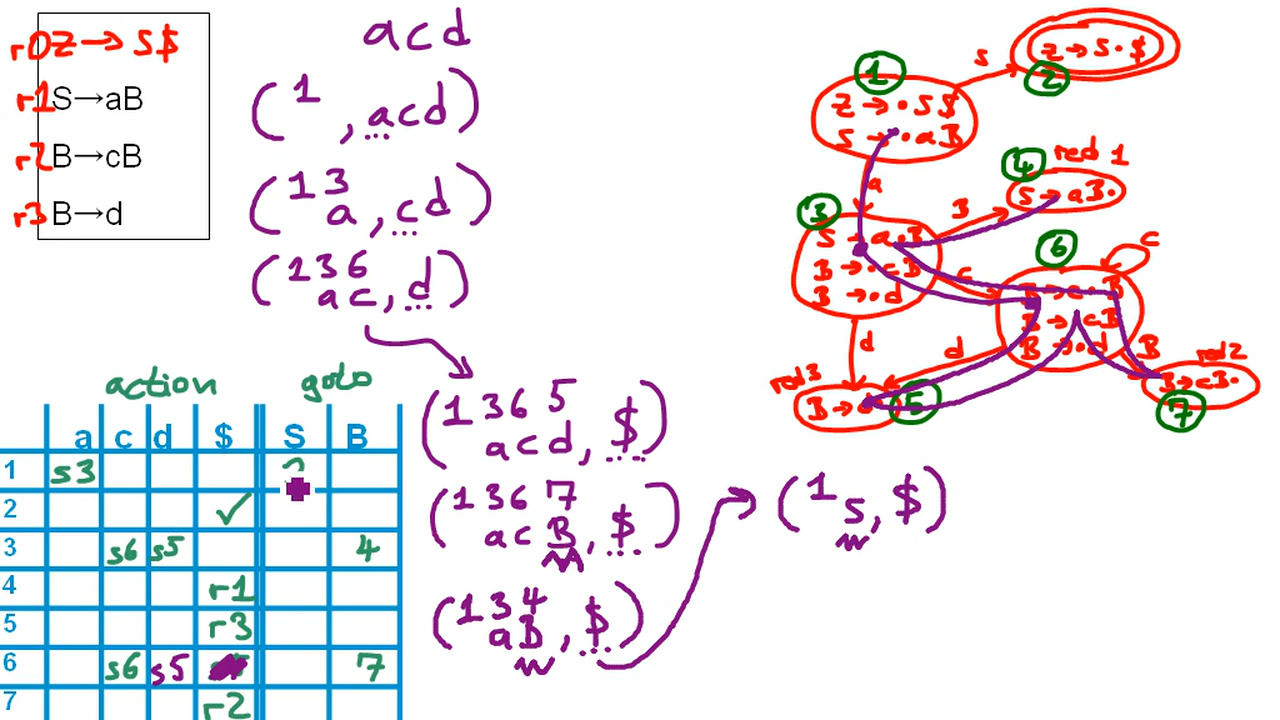 r0 Z→S$
r1 S→aB
r2 B→cB
r3 B→d
acd
(1 , acd)
(1 3
a , cd)
(1 3 6
a c , d)
(1 3 6 5
a c d , $)
(1 3 6 7
a c B , $)
(1 3 4
a B , $)
(1
S , $)
action goto
a c d $ S B
1 s3
2 ✓
3 s6 s5 4
4 r1
5 r3
6 s6 s5 7
7 r2
1
Z→·S$
S→·aB
S
Z→S·$
2
a
3
S→a·B
B→·cB
B→·d
B
4 red 1
S→aB·
c
6
c
B→c·B
B→·cB
B→·d
d
d
red3
5
B
red2
B→cB·
7